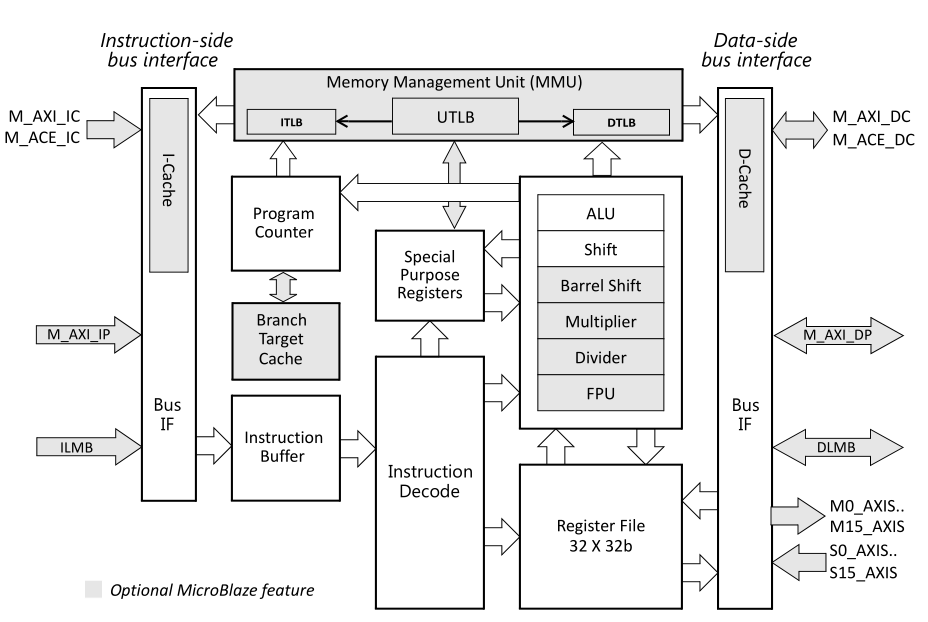 Instruction-side
bus interface
Data-side
bus interface
Memory Management Unit (MMU)
ITLB
UTLB
DTLB
M_AXI_IC
M_ACE_IC
I-Cache
D-Cache
M_AXI_DC
M_ACE_DC
Program
Counter
Special
Purpose
Registers
ALU
Shift
Barrel Shift
Multiplier
Divider
FPU
Branch
Target
Cache
M_AXI_IP
M_AXI_DP
Bus
IF
Bus
IF
ILMB
Instruction
Buffer
Instruction
Decode
DLMB
Register File
32 X 32b
M0_AXIS..
M15_AXIS
S0_AXIS..
S15_AXIS
Optional MicroBlaze feature